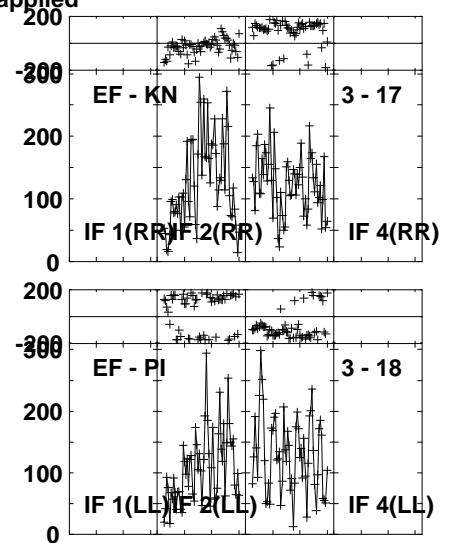 applied
200
-200
300
EF - KN 3 - 17
200
100
IF 1(RR) IF 2(RR) IF 4(RR)
0
200
-200
300
EF - PI 3 - 18
200
100
IF 1(LL) IF 2(LL) IF 4(LL)
0